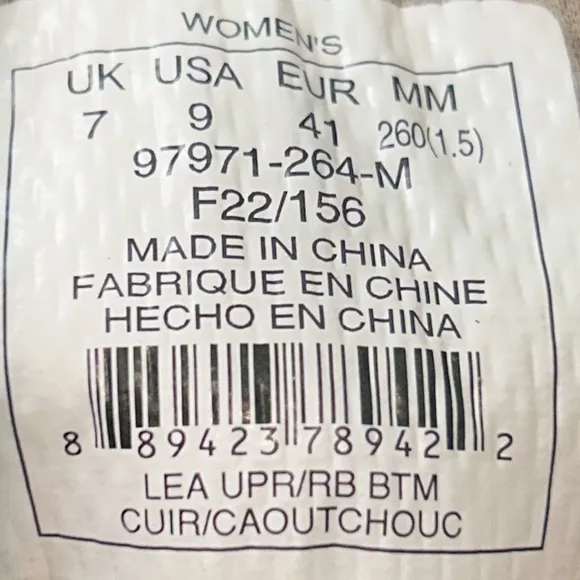 WOMEN'S
UK USA EUR MM
7 9 41 260(1.5)
97971-264-M
F22/156
MADE IN CHINA
FABRIQUE EN CHINE
HECHO EN CHINA
8 89423 78942 2
LEA UPR/RB BTM
CUIR/CAOUTCHOUC